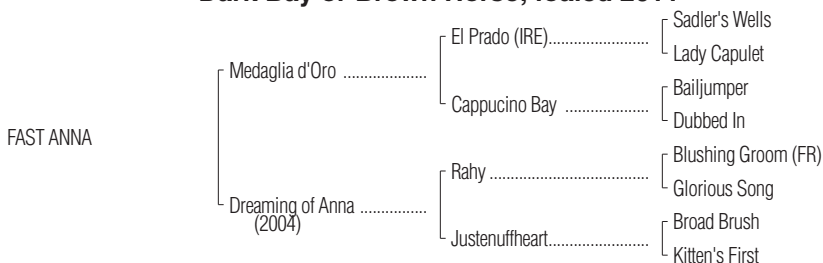 Dark Bay or Brown Horse; foaled 2011
Sadler's Wells
El Prado (IRE)........................
Lady Capulet
Medaglia d'Oro ....................
Bailjumper
Cappucino Bay ....................
Dubbed In
FAST ANNA
Blushing Groom (FR)
Rahy ......................................
Glorious Song
Dreaming of Anna ................
(2004)
Broad Brush
Justenuffheart........................
Kitten's First